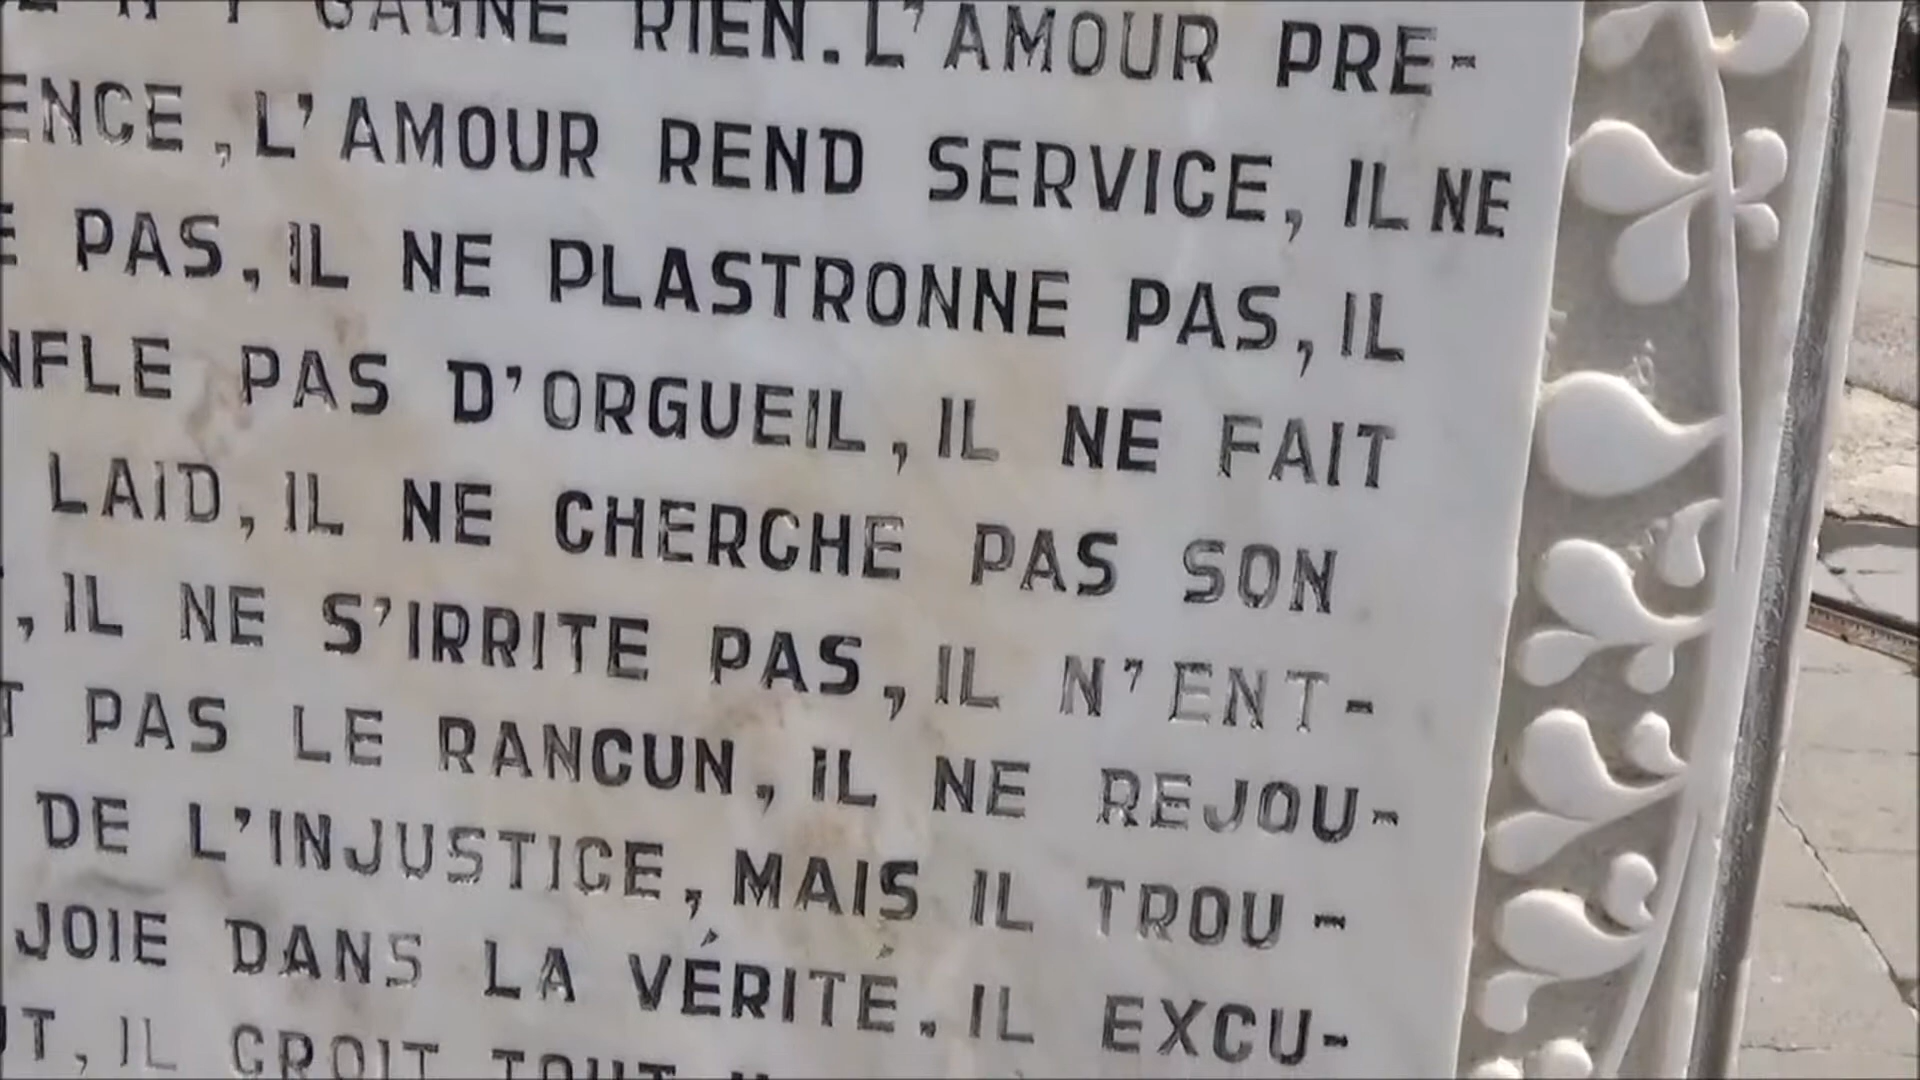 GAGNE RIEN. L'AMOUR PRE-
ENCE, L'AMOUR REND SERVICE, IL NE
E PAS, IL NE PLASTRONNE PAS, IL
NFLE PAS D'ORGUEIL, IL NE FAIT
LAID, IL NE CHERCHE PAS SON
, IL NE S'IRRITE PAS, IL N'ENT-
T PAS LE RANCUN, IL NE REJOU-
DE L'INJUSTICE, MAIS IL TROU-
JOIE DANS LA VÉRITÉ. IL EXCU-
UT, IL CROIT TOUT